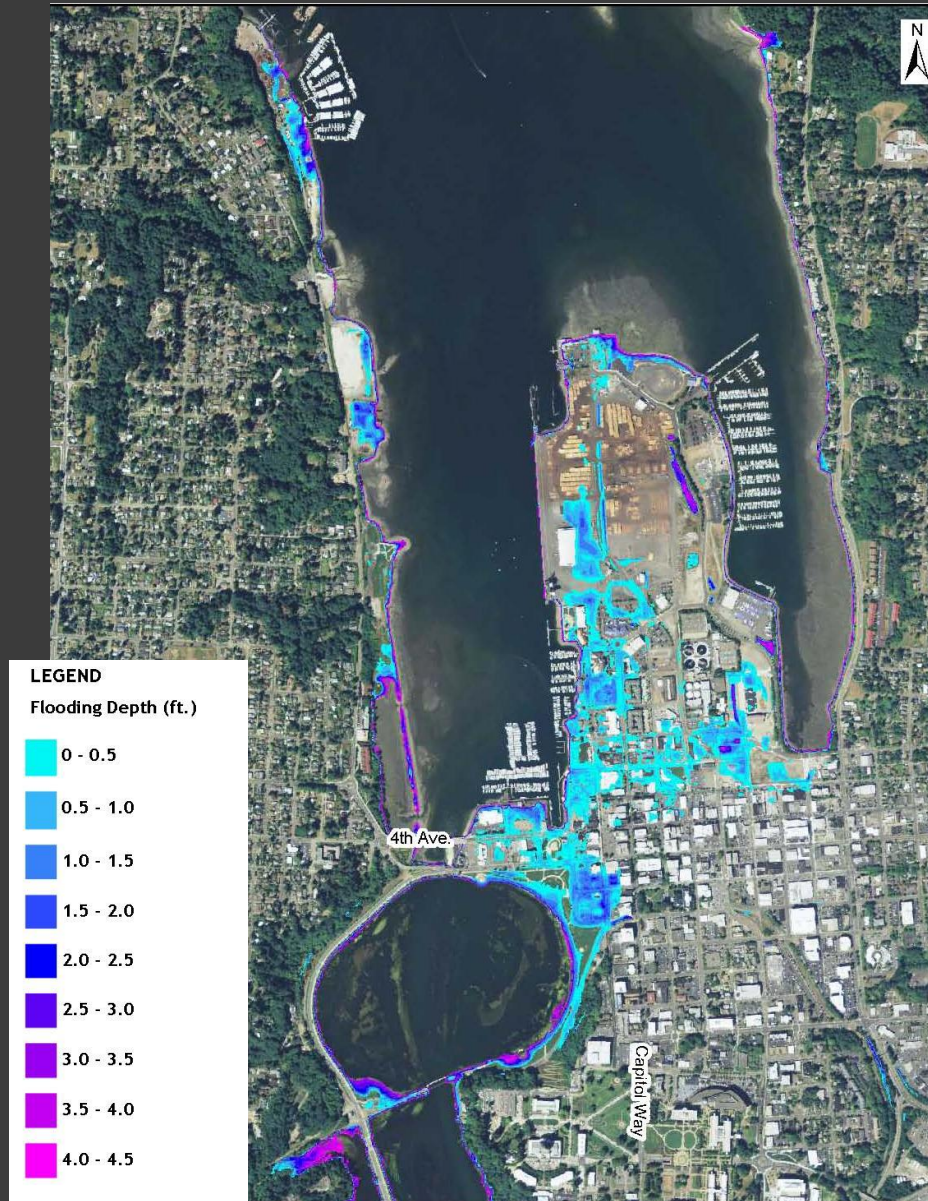 N
LEGEND
Flooding Depth (ft.)
0 - 0.5
0.5 - 1.0
1.0 - 1.5
1.5 - 2.0
2.0 - 2.5
2.5 - 3.0
3.0 - 3.5
3.5 - 4.0
4.0 - 4.5
4th Ave.
Capitol Way